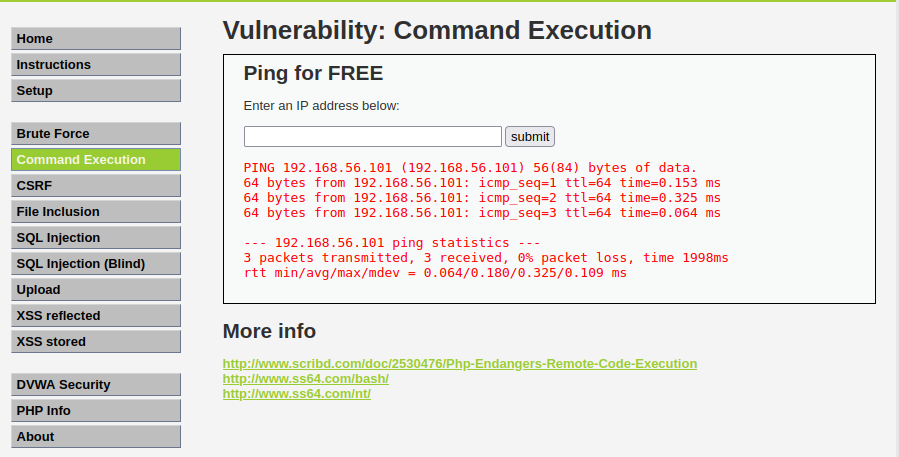 Home
Instructions
Setup
Brute Force
Command Execution
CSRF
File Inclusion
SQL Injection
SQL Injection (Blind)
Upload
XSS reflected
XSS stored
DVWA Security
PHP Info
About
Vulnerability: Command Execution
Ping for FREE
Enter an IP address below:
submit
PING 192.168.56.101 (192.168.56.101) 56(84) bytes of data.
64 bytes from 192.168.56.101: icmp_seq=1 ttl=64 time=0.153 ms
64 bytes from 192.168.56.101: icmp_seq=2 ttl=64 time=0.325 ms
64 bytes from 192.168.56.101: icmp_seq=3 ttl=64 time=0.064 ms
--- 192.168.56.101 ping statistics ---
3 packets transmitted, 3 received, 0% packet loss, time 1998ms
rtt min/avg/max/mdev = 0.064/0.180/0.325/0.109 ms
More info
http://www.scribd.com/doc/2530476/Php-Endangers-Remote-Code-Execution
http://www.ss64.com/bash/
http://www.ss64.com/nt/